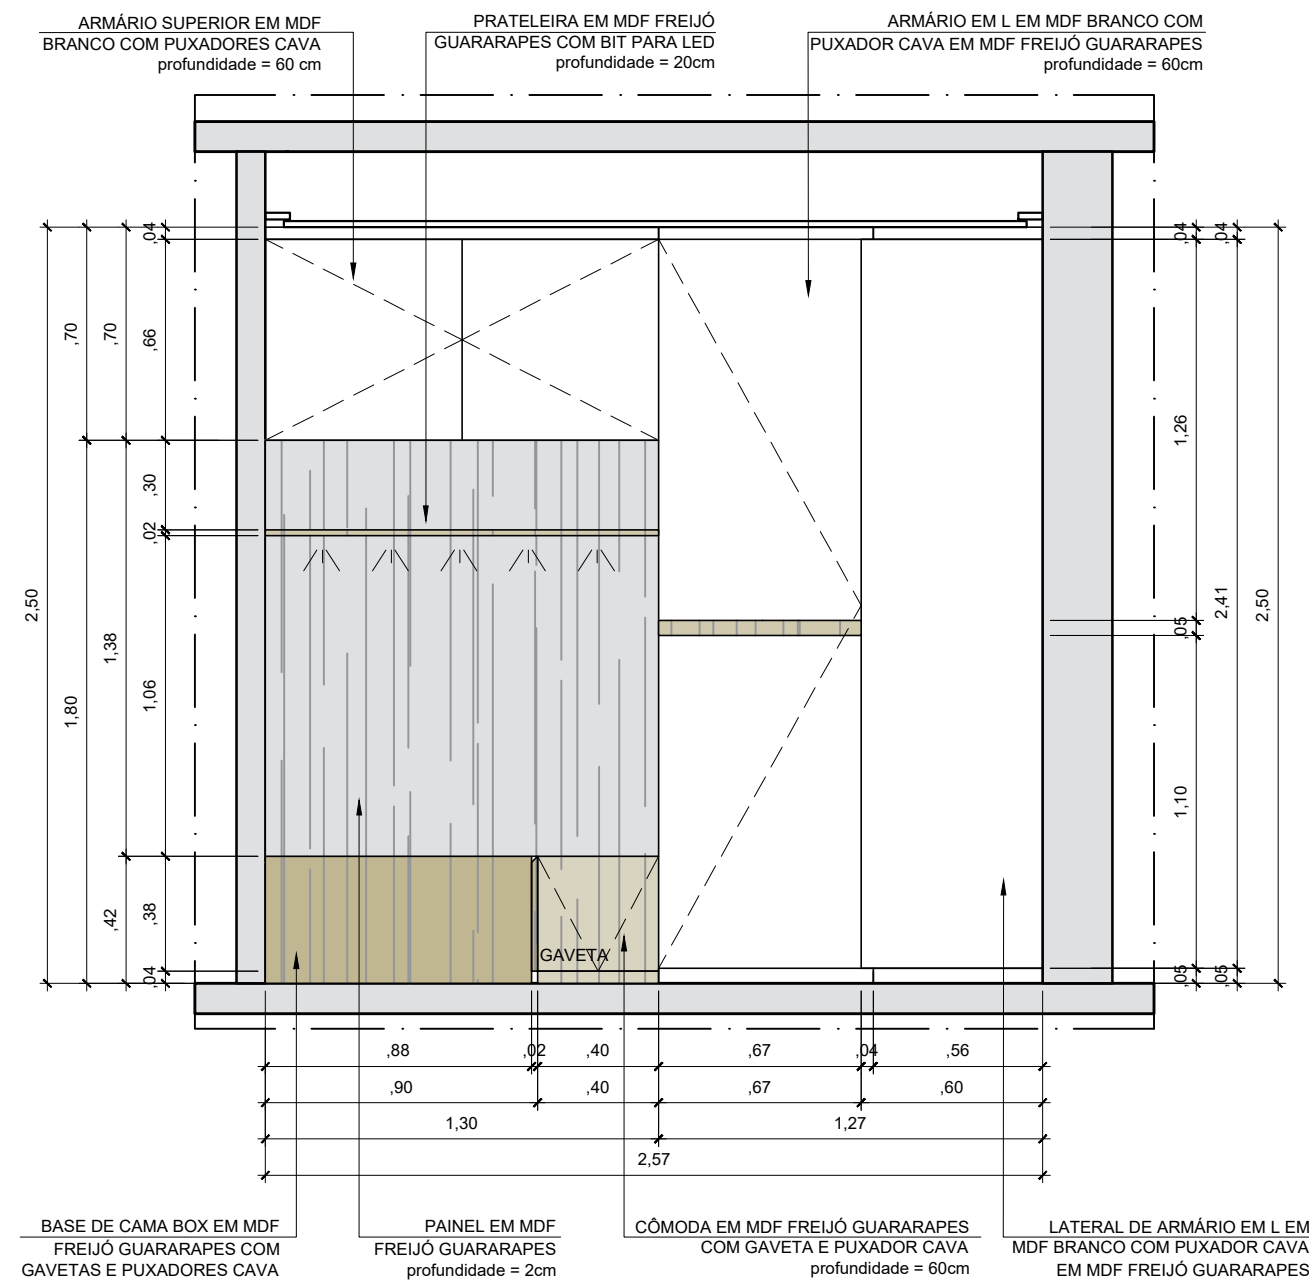 ARMÁRIO SUPERIOR EM MDF
BRANCO COM PUXADORES CAVA
profundidade = 60 cm
PRATELEIRA EM MDF FREIJÓ
GUARARAPES COM BIT PARA LED
profundidade = 20cm
ARMÁRIO EM L EM MDF BRANCO COM
PUXADOR CAVA EM MDF FREIJÓ GUARARAPES
profundidade = 60cm
2,50
,70
1,80
,70
1,38
,42
,04
,66
,30
,02
1,06
,38
,04
GAVETA
,04
1,26
,05
1,10
,05
,04
2,41
,05
2,50
,88
,02
,40
,67
,04
,56
,90
,40
,67
,60
1,30
1,27
2,57
BASE DE CAMA BOX EM MDF
FREIJÓ GUARARAPES COM
GAVETAS E PUXADORES CAVA
PAINEL EM MDF
FREIJÓ GUARARAPES
profundidade = 2cm
CÔMODA EM MDF FREIJÓ GUARARAPES
COM GAVETA E PUXADOR CAVA
profundidade = 60cm
LATERAL DE ARMÁRIO EM L EM
MDF BRANCO COM PUXADOR CAVA
EM MDF FREIJÓ GUARARAPES